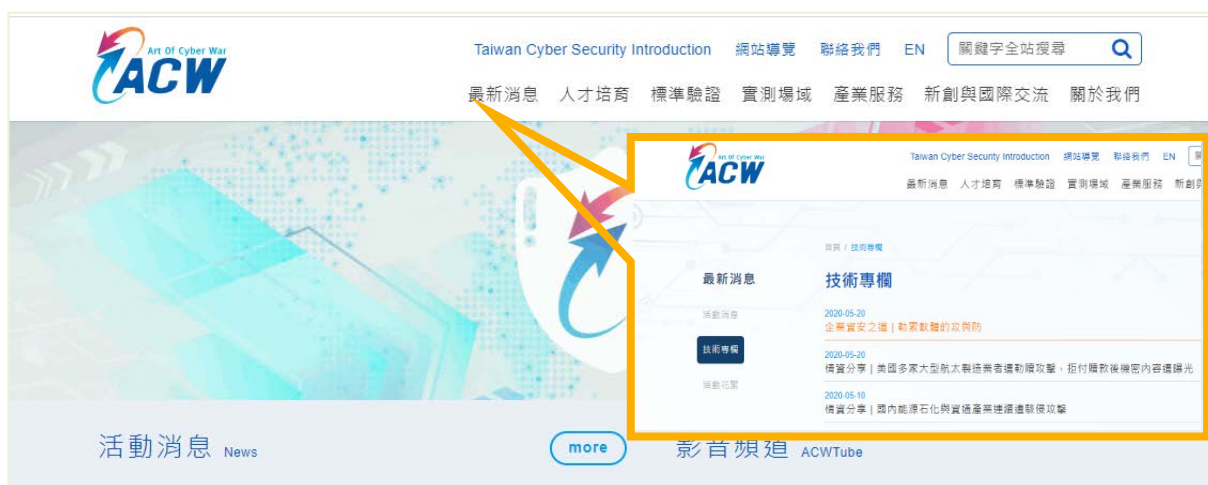 Art Of Cyber War
ACW
Taiwan Cyber Security Introduction 網站導覽 聯絡我們 EN 關鍵字全站搜尋
最新消息 人才培育 標準驗證 實測場域 產業服務 新創與國際交流 關於我們
Art Of Cyber War
ACW
Taiwan Cyber Security Introduction 網站導覽 聯絡我們 EN
最新消息 人才培育 標準驗證 實測場域 產業服務 新創
首頁 / 技術專欄
最新消息
技術專欄
活動消息
技術專欄
活動花絮
2020-05-20
企業資安之道 | 勒索軟體的攻與防
2020-05-20
情資分享 | 美國多家大型航太製造業者遭勒贖攻擊,拒付贖款後機密內容遭曝光
2020-05-10
情資分享 | 國內能源石化與資通產業連續遭駭侵攻擊
活動消息 News
more
影音頻道 ACWTube